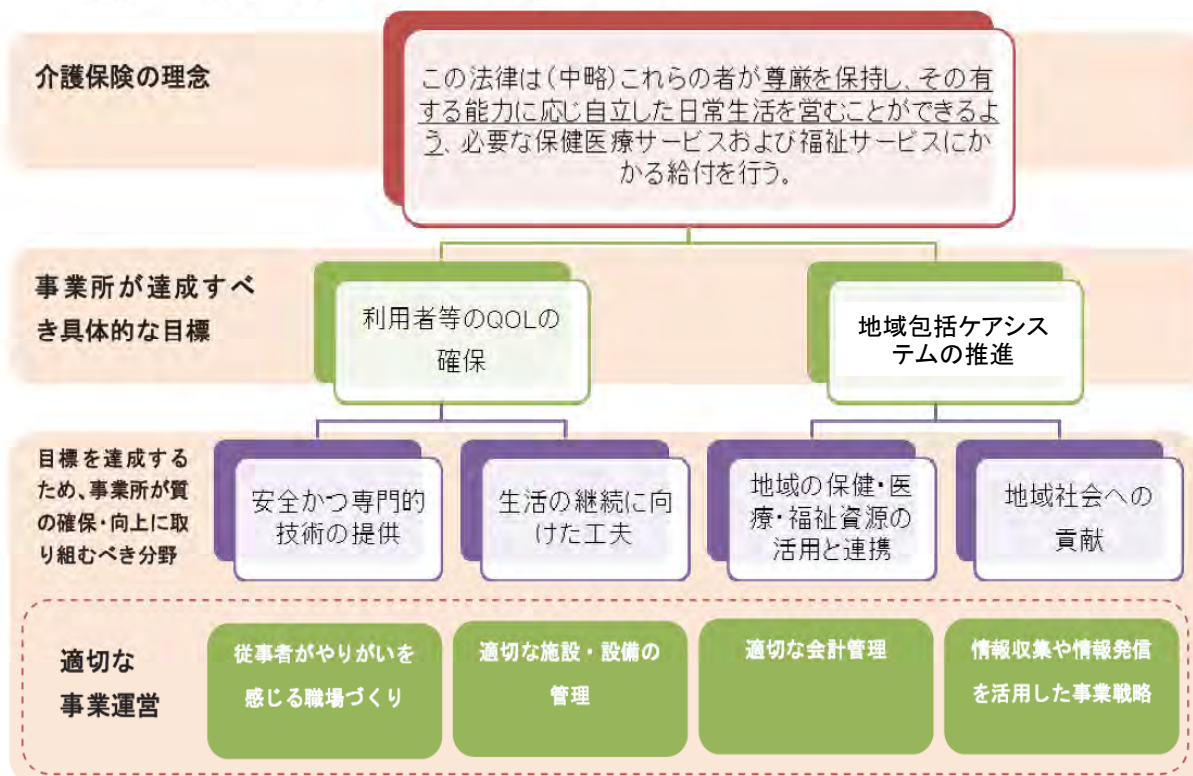 介護保険の理念
この法律は(中略)これらの者が尊厳を保持し、その有
する能力に応じ自立した日常生活を営むことができるよ
う、必要な保健医療サービスおよび福祉サービスにか
かる給付を行う。
事業所が達成すべ
き具体的な目標
利用者等のQOLの
確保
地域包括ケアシス
テムの推進
目標を達成する
ため、事業所が質
の確保・向上に取
り組むべき分野
安全かつ専門的
技術の提供
生活の継続に向
けた工夫
地域の保健・医
療・福祉資源の
活用と連携
地域社会への
貢献
適切な
事業運営
従事者がやりがいを
感じる職場づくり
適切な施設・設備の
管理
適切な会計管理
情報収集や情報発信
を活用した事業戦略